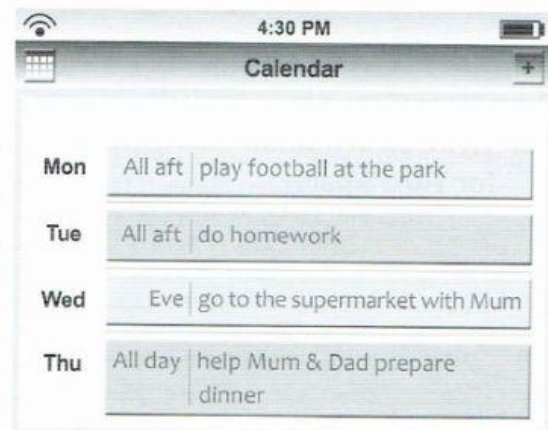 4:30 PM
Calendar
+
Mon All aft play football at the park
Tue All aft do homework
Wed Eve go to the supermarket with Mum
Thu All day help Mum & Dad prepare
dinner